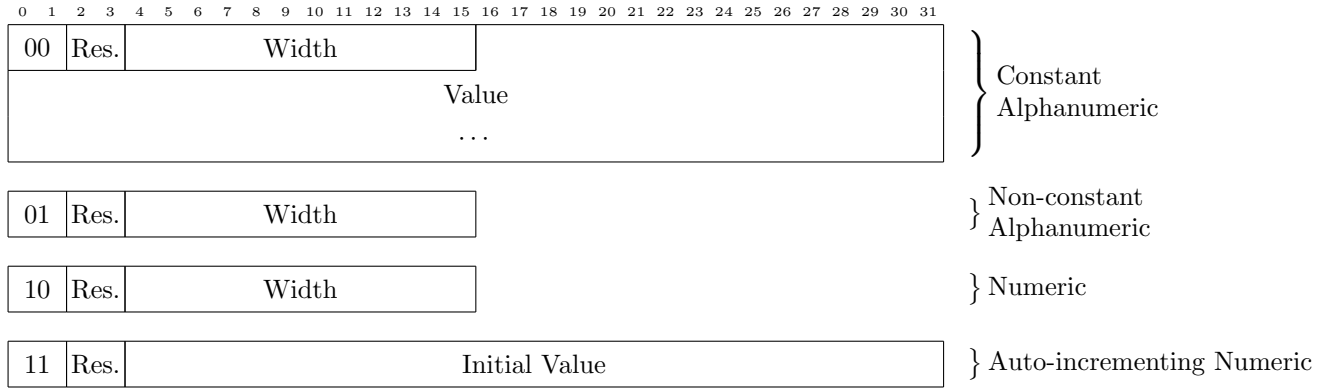 0 1 2 3 4 5 6 7 8 9 10 11 12 13 14 15 16 17 18 19 20 21 22 23 24 25 26 27 28 29 30 31
00 Res. Width
Value
...
Constant
Alphanumeric
01 Res. Width
Non-constant
Alphanumeric
10 Res. Width
Numeric
11 Res. Initial Value
Auto-incrementing Numeric